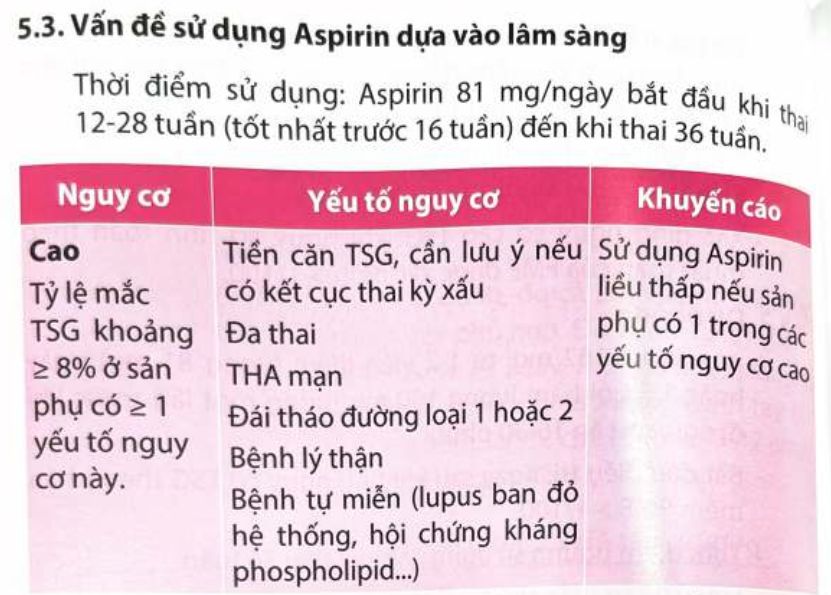 5.3. Vấn đề sử dụng Aspirin dựa vào lâm sàng
Thời điểm sử dụng: Aspirin 81 mg/ngày bắt đầu khi thai
12-28 tuần (tốt nhất trước 16 tuần) đến khi thai 36 tuần.
Nguy cơ
Yếu tố nguy cơ
Khuyến cáo
Cao
Tỷ lệ mắc
TSG khoảng
≥ 8% ở sản
phụ có ≥ 1
yếu tố nguy
cơ này.
Tiền căn TSG, cần lưu ý nếu
có kết cục thai kỳ xấu
Đa thai
THA mạn
Đái tháo đường loại 1 hoặc 2
Bệnh lý thận
Bệnh tự miễn (lupus ban đỏ
hệ thống, hội chứng kháng
phospholipid...)
Sử dụng Aspirin
liều thấp nếu sản
phụ có 1 trong các
yếu tố nguy cơ cao